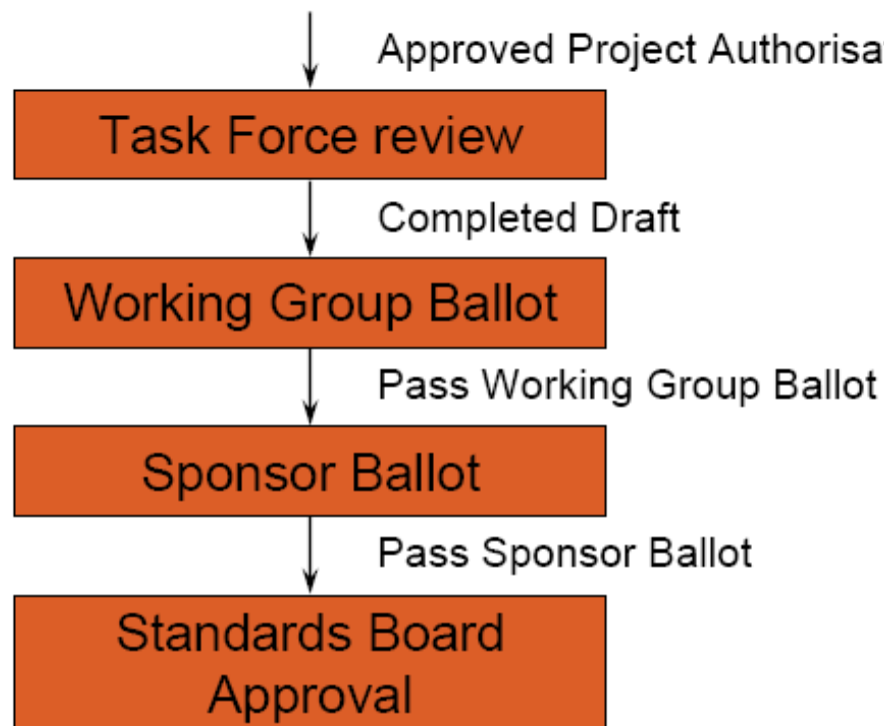 Approved Project Authorisa
Task Force review
Completed Draft
Working Group Ballot
Pass Working Group Ballot
Sponsor Ballot
Pass Sponsor Ballot
Standards Board
Approval